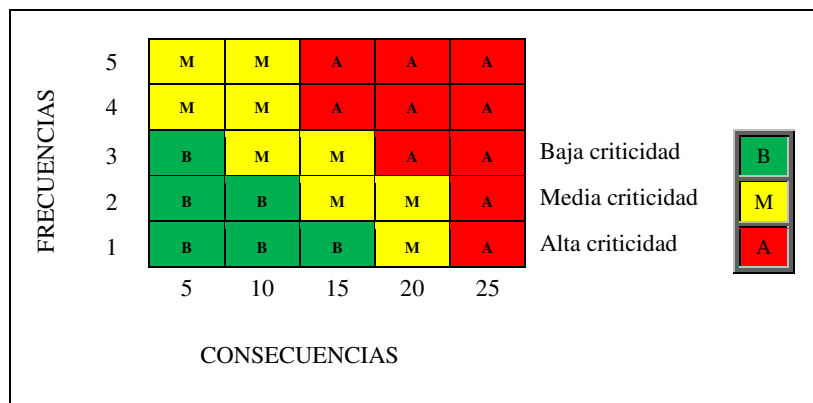 5 M M A A A
4 M M A A A
3 B M M A A Baja criticidad B
2 B B M M A Media criticidad M
1 B B B M A Alta criticidad A
FRECUENCIAS
5 10 15 20 25
CONSECUENCIAS